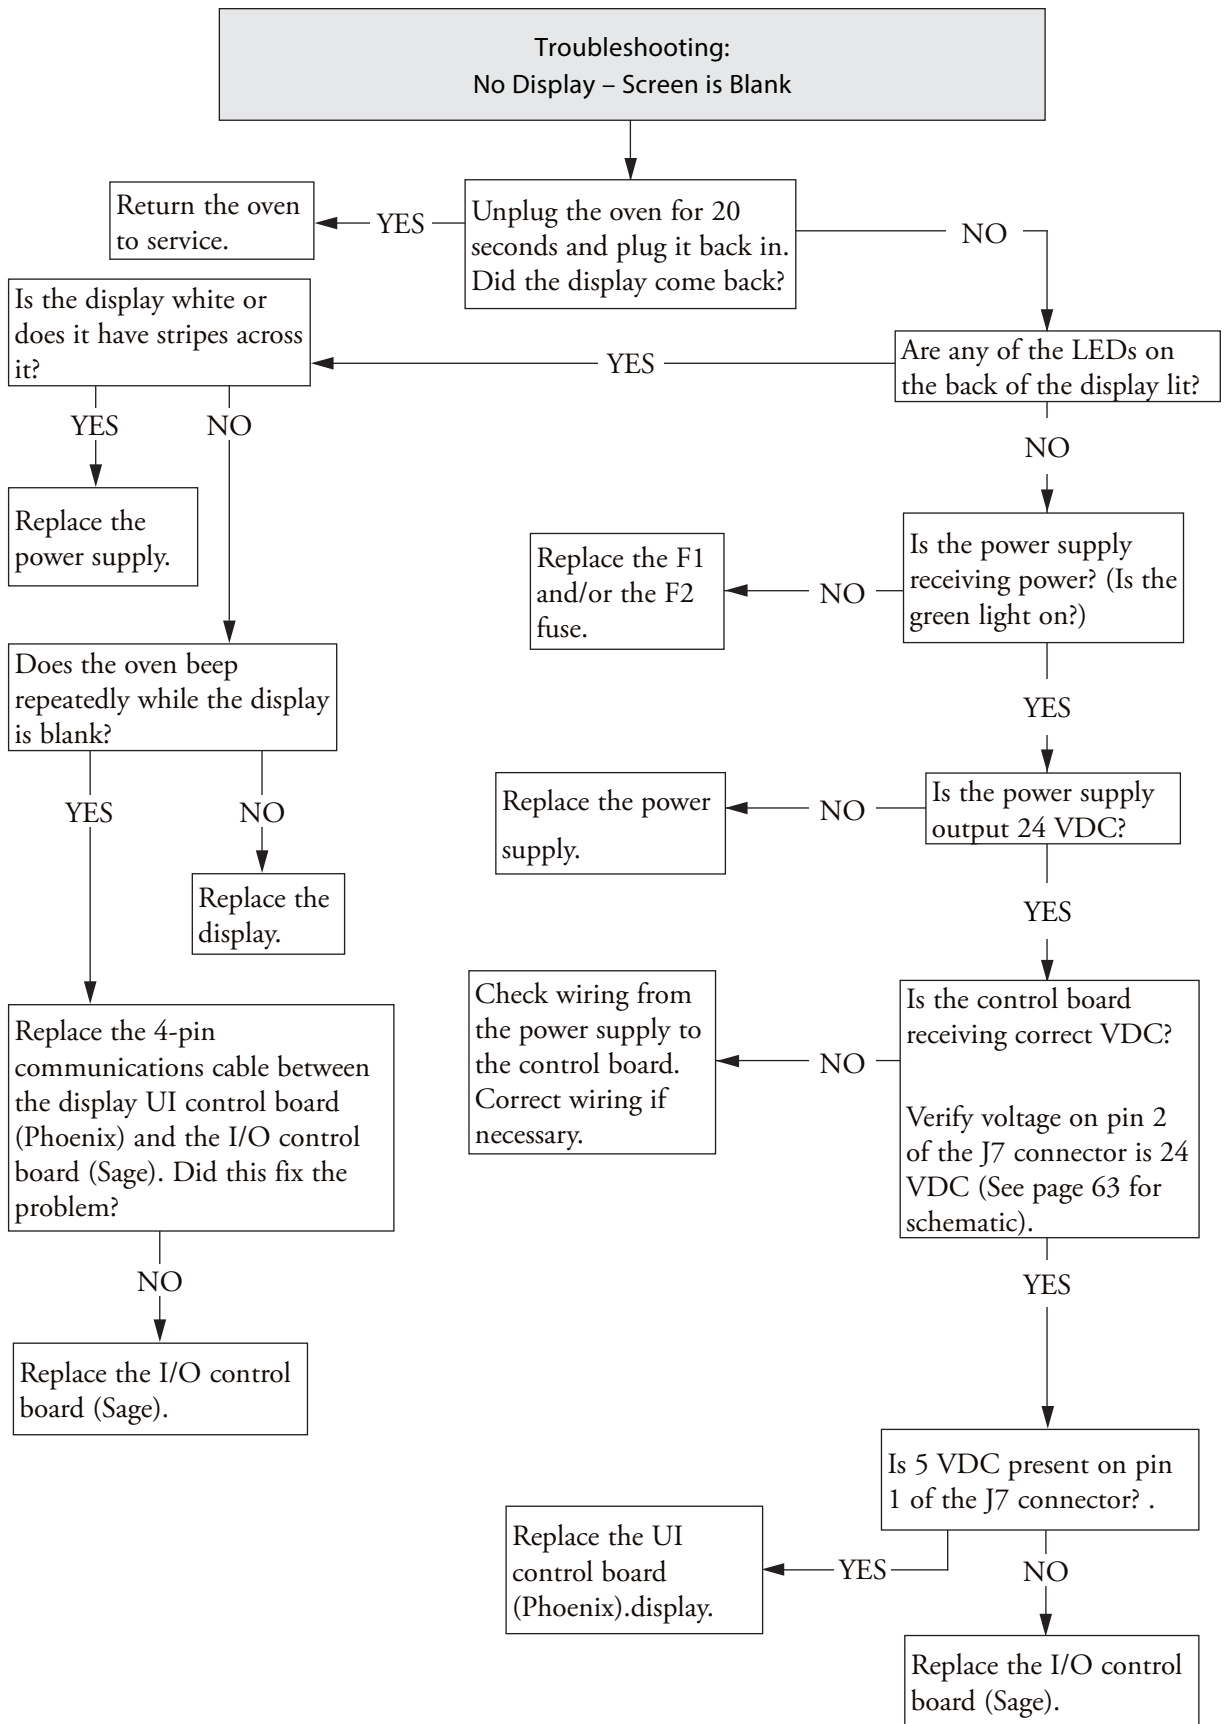 Troubleshooting:
No Display – Screen is Blank
Unplug the oven for 20
seconds and plug it back in.
Did the display come back?
YES
Return the oven
to service.
NO
Are any of the LEDs on
the back of the display lit?
YES
Is the display white or
does it have stripes across
it?
YES
NO
Replace the
power supply.
Does the oven beep
repeatedly while the display
is blank?
YES
NO
Replace the
display.
Replace the 4-pin
communications cable between
the display UI control board
(Phoenix) and the I/O control
board (Sage). Did this fix the
problem?
NO
Replace the I/O control
board (Sage).
NO
Is the power supply
receiving power? (Is the
green light on?)
NO
Replace the F1
and/or the F2
fuse.
YES
Is the power supply
output 24 VDC?
NO
Replace the power
supply.
YES
Is the control board
receiving correct VDC?
Verify voltage on pin 2
of the J7 connector is 24
VDC (See page 63 for
schematic).
NO
Check wiring from
the power supply to
the control board.
Correct wiring if
necessary.
YES
Is 5 VDC present on pin
1 of the J7 connector? .
YES
Replace the UI
control board
(Phoenix).display.
NO
Replace the I/O control
board (Sage).